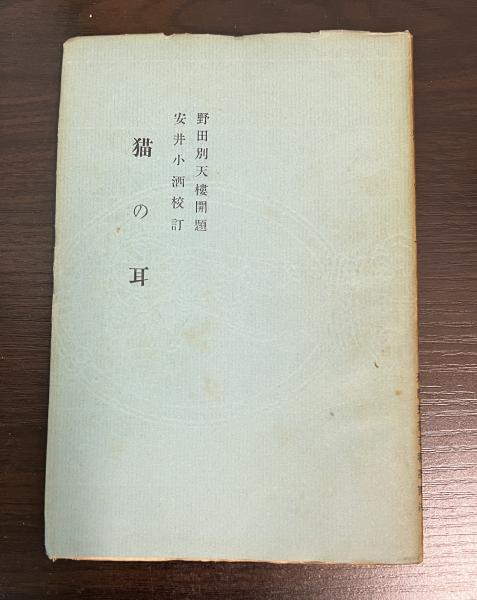 野田別天樓開題
安井小洒校訂
猫の耳